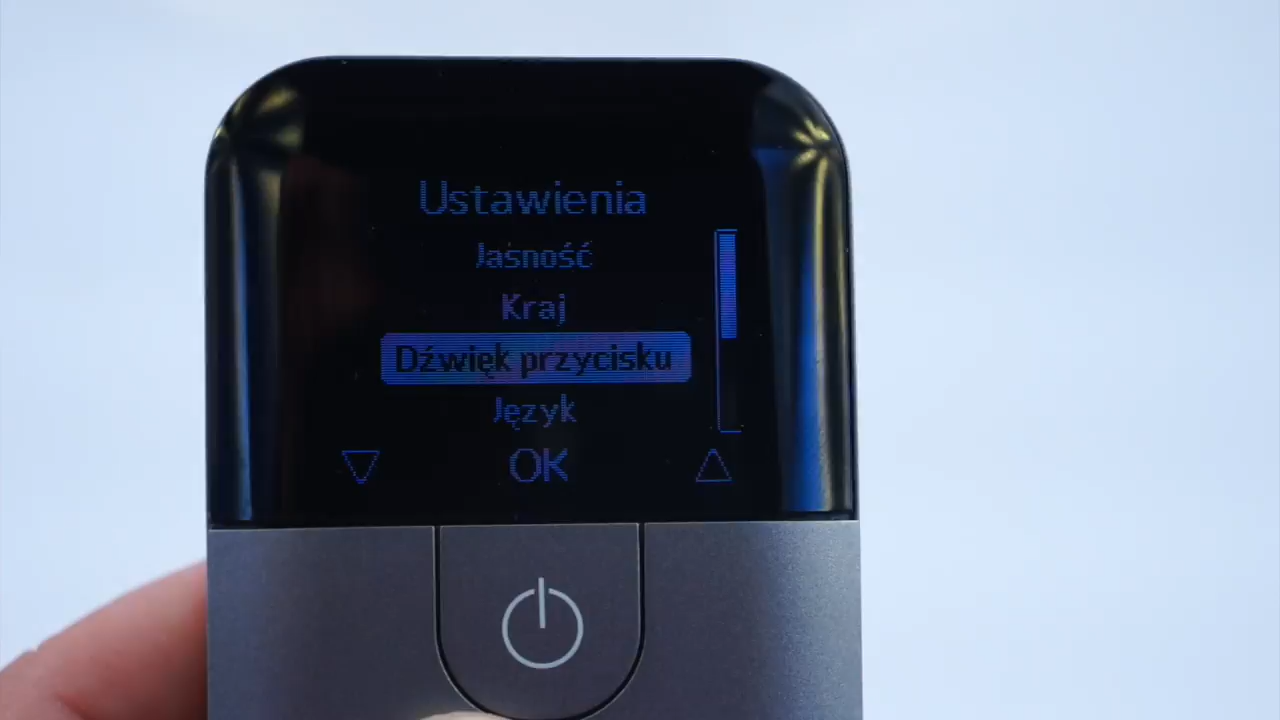 Ustawienia
Jasność
Kraj
Dźwięk przycisku
Język
OK